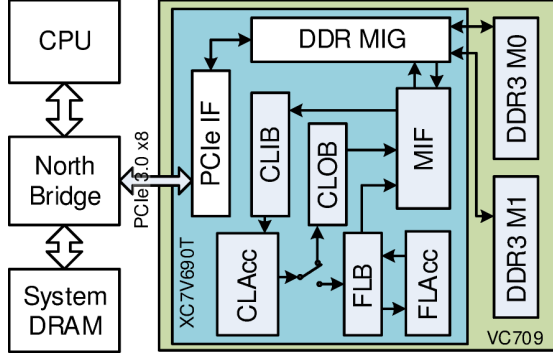 CPU
North
Bridge
System
DRAM
PCIe 3.0 x8
XC7V690T
PCIe IF
DDR MIG
CLIB
CLOB
MIF
CLAcc
FLB
FLAcc
DDR3 M0
DDR3 M1
VC709